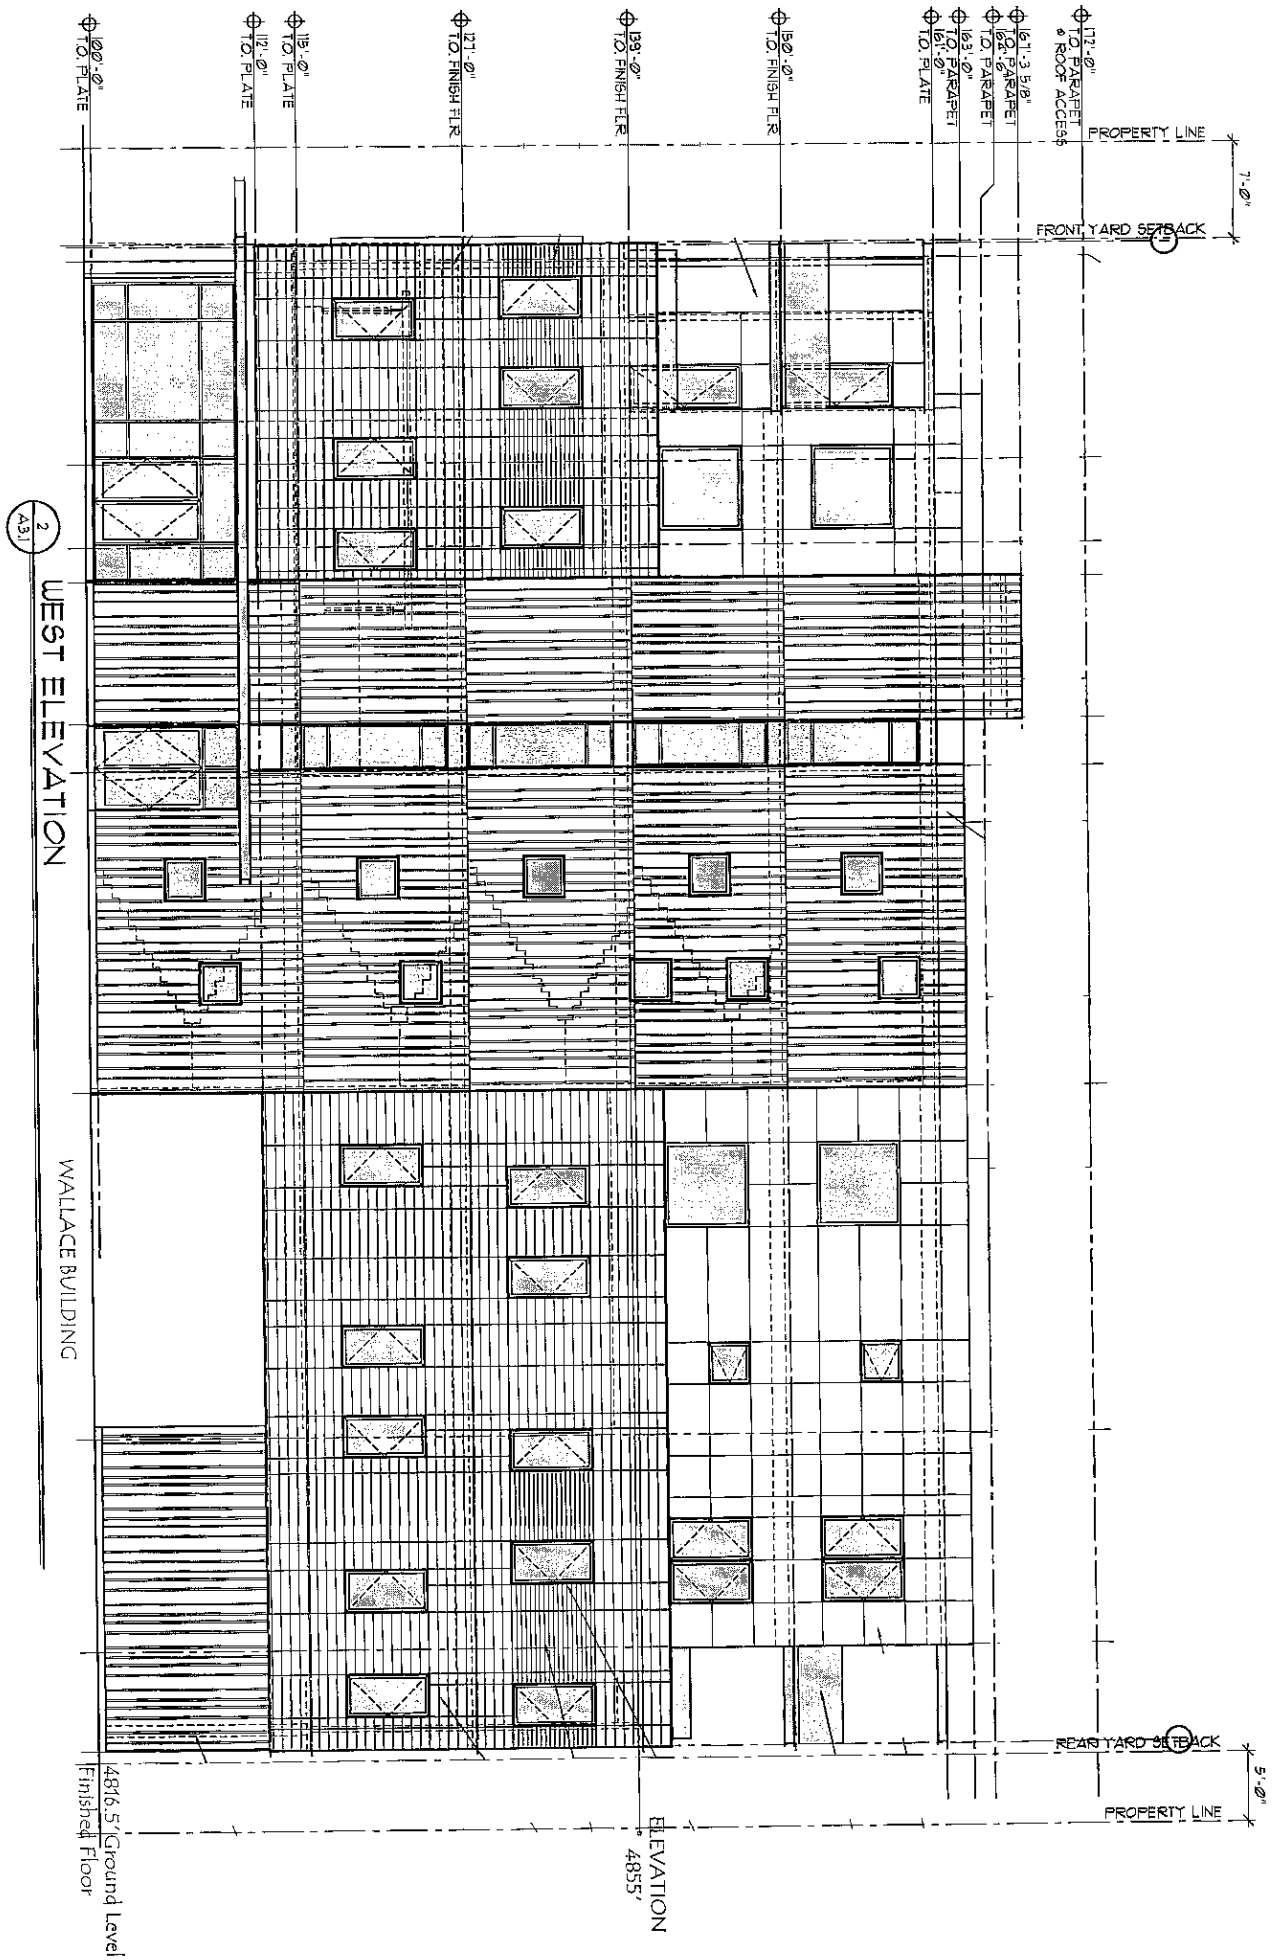 172'-0"
T.O. PARAPET
@ ROOF ACCESS
167'-3 5/8"
T.O. PARAPET
T.O. PARAPET
163'-0"
T.O. PARAPET
161'-0"
T.O. PLATE
150'-0"
T.O. FINISH FLR
139'-0"
T.O. FINISH FLR
127'-0"
T.O. FINISH FLR
115'-0"
T.O. PLATE
112'-0"
T.O. PLATE
100'-0"
T.O. PLATE
PROPERTY LINE
7'-0"
FRONT YARD SETBACK
REAR YARD SETBACK
5'-0"
PROPERTY LINE
ELEVATION
4855'
4816.5' Ground Level
Finished Floor
2
A3.1
WEST ELEVATION
WALLACE BUILDING